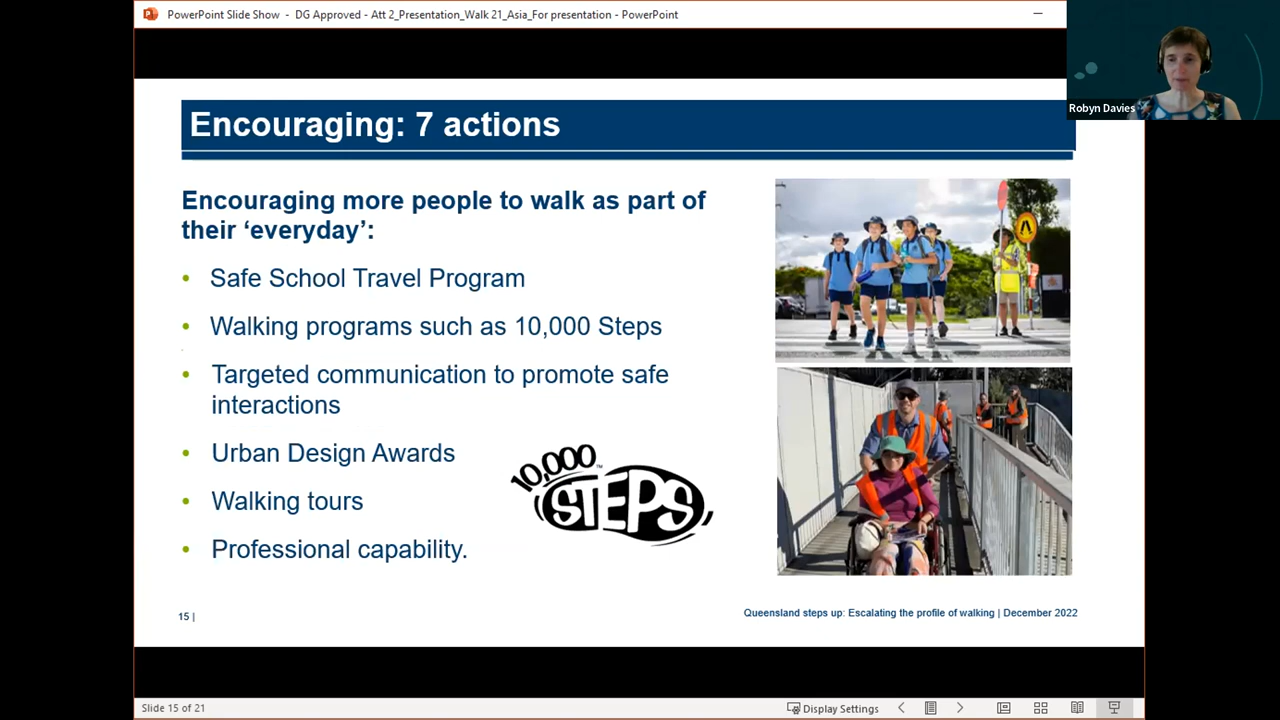 PowerPoint Slide Show - DG Approved - Att 2_Presentation_Walk 21_Asia_For presentation - PowerPoint
Robyn Davies
Encouraging: 7 actions
Encouraging more people to walk as part of
their ‘everyday’:
• Safe School Travel Program
• Walking programs such as 10,000 Steps
• Targeted communication to promote safe
interactions
• Urban Design Awards
• Walking tours
• Professional capability.
10,000
STEPS
15 |
Queensland steps up: Escalating the profile of walking | December 2022
Slide 15 of 21
Display Settings